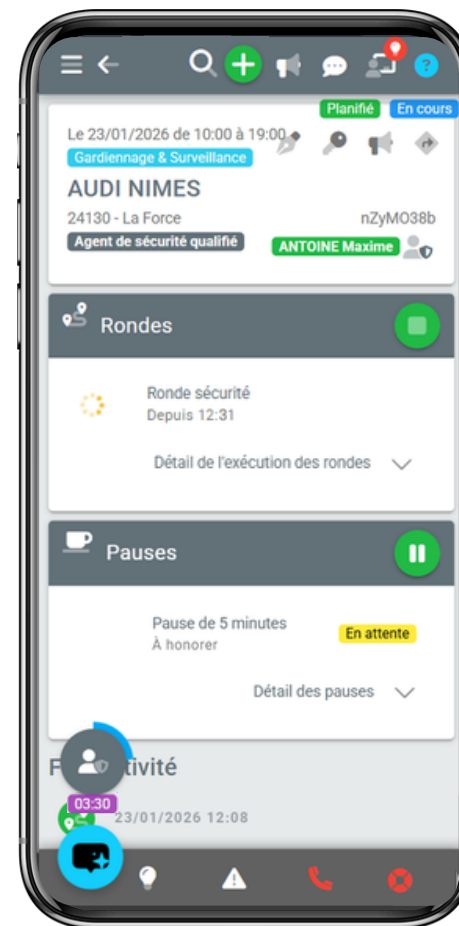 ?
Planifié En cours
Le 23/01/2026 de 10:00 à 19:00
Gardiennage & Surveillance
AUDI NIMES
24130 - La Force nZyMO38b
Agent de sécurité qualifié ANTOINE Maxime
Rondes
Ronde sécurité
Depuis 12:31
Détail de l'exécution des rondes
Pauses
Pause de 5 minutes
En attente
À honorer
Détail des pauses
F tivité
03:30
23/01/2026 12:08